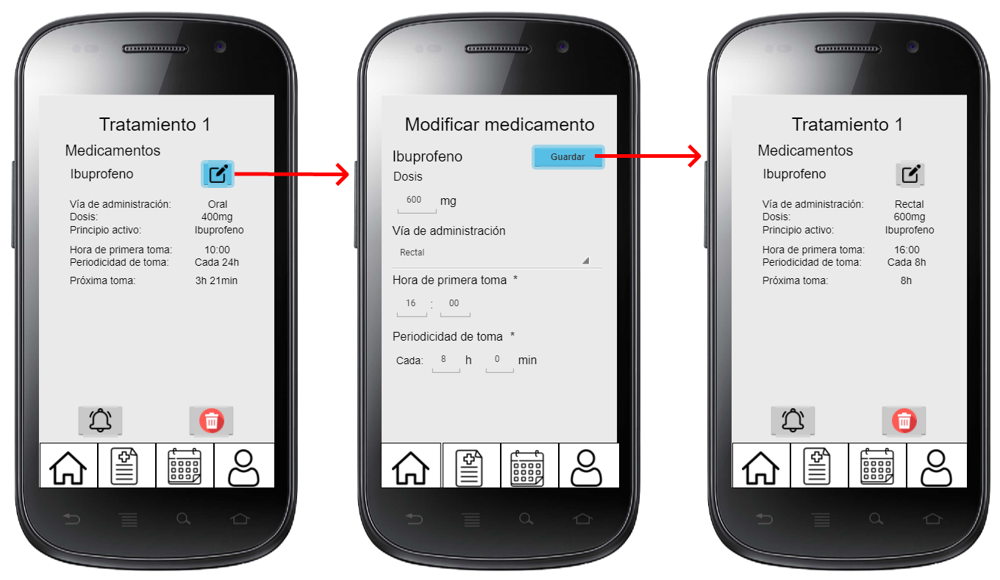 Tratamiento 1
Medicamentos
Ibuprofeno
Vía de administración: Oral
Dosis: 400mg
Principio activo: Ibuprofeno
Hora de primera toma: 10:00
Periodicidad de toma: Cada 24h
Próxima toma: 3h 21min
Modificar medicamento
Ibuprofeno Guardar
Dosis
600 mg
Vía de administración
Rectal
Hora de primera toma *
16 : 00
Periodicidad de toma *
Cada: 8 h 0 min
Tratamiento 1
Medicamentos
Ibuprofeno
Vía de administración: Rectal
Dosis: 600mg
Principio activo: Ibuprofeno
Hora de primera toma: 16:00
Periodicidad de toma: Cada 8h
Próxima toma: 8h